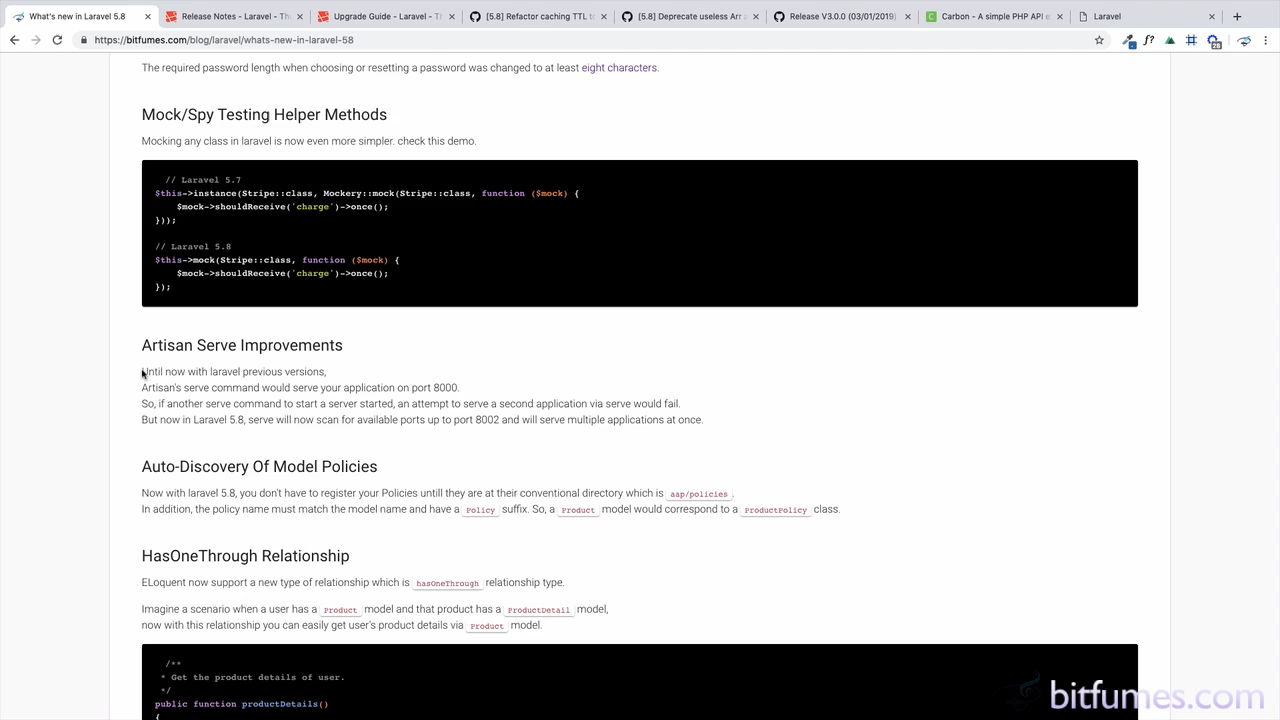 What's new in Laravel 5.8
Release Notes - Laravel - Th
Upgrade Guide - Laravel - Th
[5.8] Refactor caching TTL to
[5.8] Deprecate useless Arr a
Release V3.0.0 (03/01/2019)
Carbon - A simple PHP API e
Laravel
https://bitfumes.com/blog/laravel/whats-new-in-laravel-58
The required password length when choosing or resetting a password was changed to at least eight characters.
Mock/Spy Testing Helper Methods
Mocking any class in laravel is now even more simpler. check this demo.
// Laravel 5.7
$this->instance(Stripe::class, Mockery::mock(Stripe::class, function ($mock) {
$mock->shouldReceive('charge')->once();
}));
// Laravel 5.8
$this->mock(Stripe::class, function ($mock) {
$mock->shouldReceive('charge')->once();
});
Artisan Serve Improvements
Until now with laravel previous versions,
Artisan's serve command would serve your application on port 8000.
So, if another serve command to start a server started, an attempt to serve a second application via serve would fail.
But now in Laravel 5.8, serve will now scan for available ports up to port 8002 and will serve multiple applications at once.
Auto-Discovery Of Model Policies
Now with laravel 5.8, you don't have to register your Policies untill they are at their conventional directory which is aap/policies.
In addition, the policy name must match the model name and have a Policy suffix. So, a Product model would correspond to a ProductPolicy class.
HasOneThrough Relationship
ELoquent now support a new type of relationship which is hasOneThrough relationship type.
Imagine a scenario when a user has a Product model and that product has a ProductDetail model,
now with this relationship you can easily get user's product details via Product model.
/**
* Get the product details of user.
*/
public function productDetails()
{
bitfumes.com